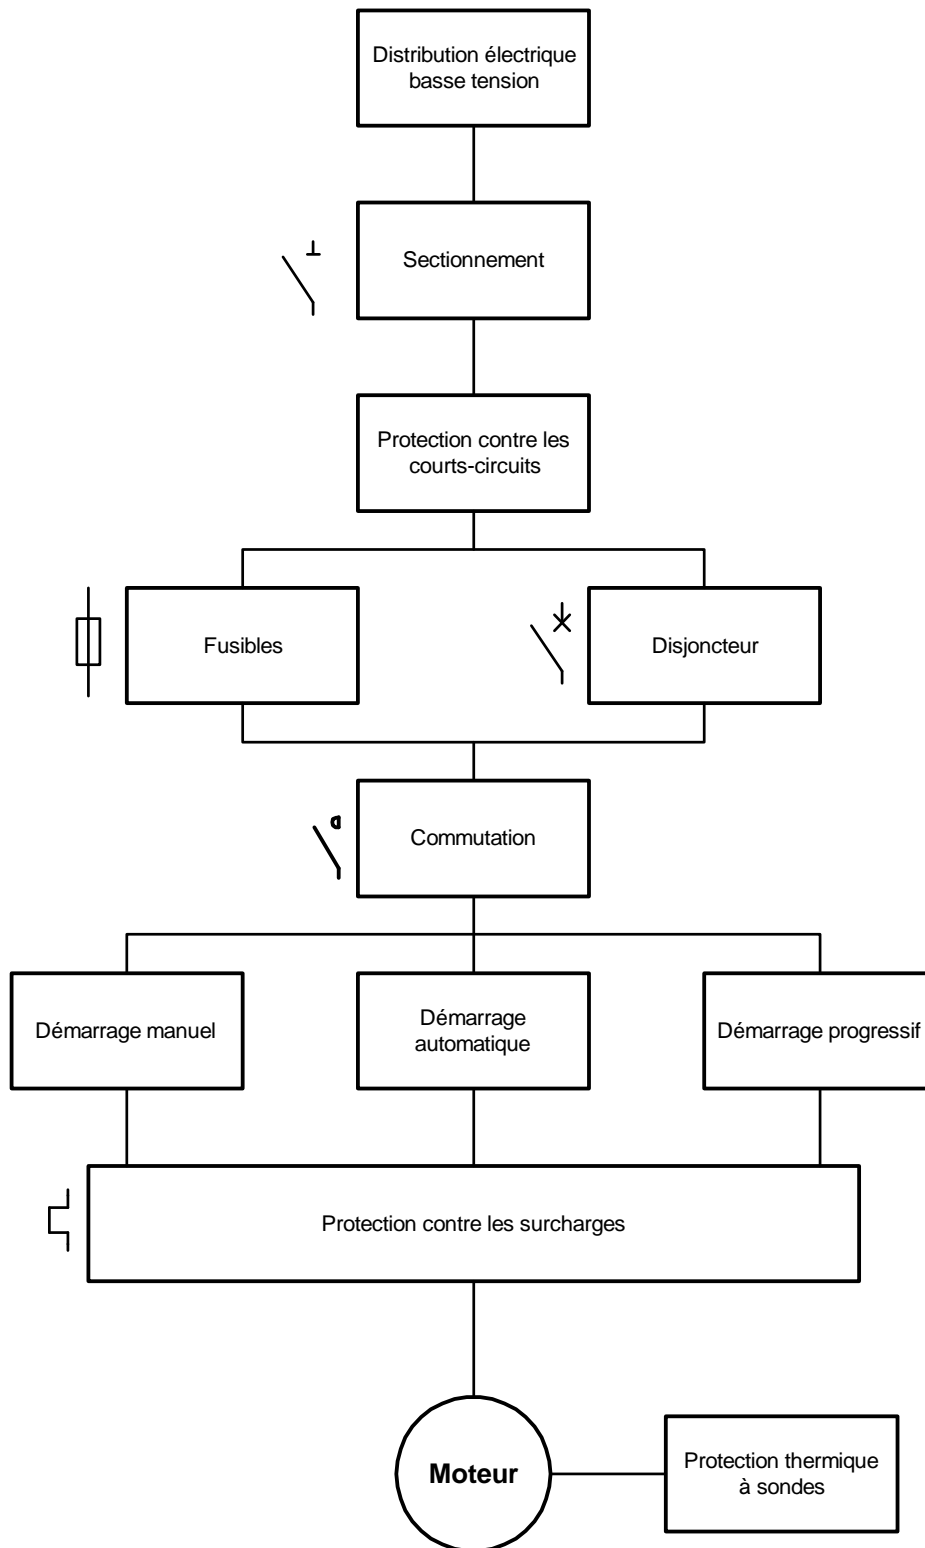 Distribution électrique
basse tension
Sectionnement
Protection contre les
courts-circuits
Fusibles
Disjoncteur
Commutation
Démarrage manuel
Démarrage
automatique
Démarrage progressif
Protection contre les surcharges
Moteur
Protection thermique
à sondes